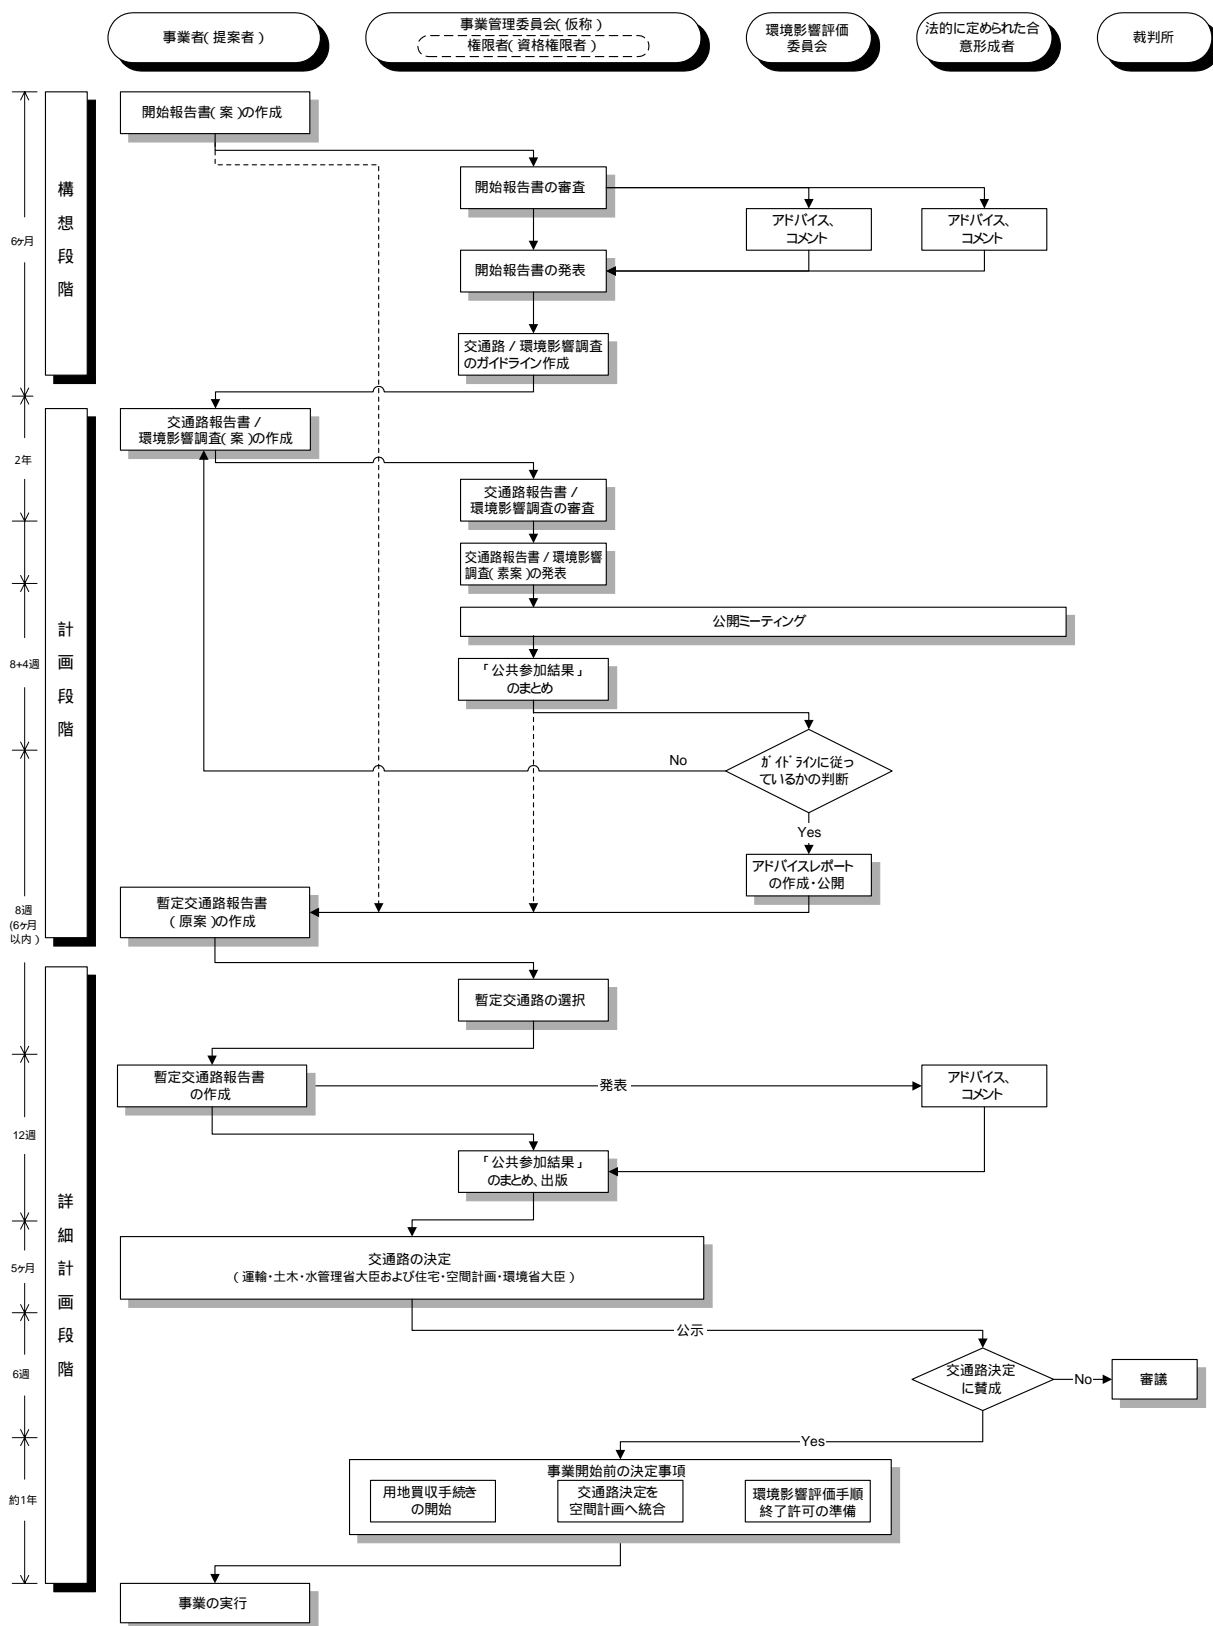 事業者(提案者)
事業管理委員会(仮称)
権限者(資格権限者)
環境影響評価
委員会
法的に定められた合
意形成者
裁判所
構想段階
6ヶ月
開始報告書(案)の作成
開始報告書の審査
アドバイス、
コメント
アドバイス、
コメント
開始報告書の発表
交通路/環境影響調査
のガイドライン作成
計画段階
2年
交通路報告書/
環境影響調査(案)の作成
交通路報告書/
環境影響調査の審査
交通路報告書/環境影響
調査(素案)の発表
公開ミーティング
8+4週
「公共参加結果」
のまとめ
ガイドラインに従っ
ているかの判断
No
Yes
アドバイスレポート
の作成・公開
8週
(6ヶ月
以内)
暫定交通路報告書
(原案)の作成
詳細計画段階
暫定交通路の選択
暫定交通路報告書
の作成
発表
アドバイス、
コメント
12週
「公共参加結果」
のまとめ、出版
5ヶ月
交通路の決定
(運輸・土木・水管理省大臣および住宅・空間計画・環境省大臣)
公示
6週
交通路決定
に賛成
No
審議
Yes
約1年
事業開始前の決定事項
用地買収手続き
の開始
交通路決定を
空間計画へ統合
環境影響評価手順
終了許可の準備
事業の実行